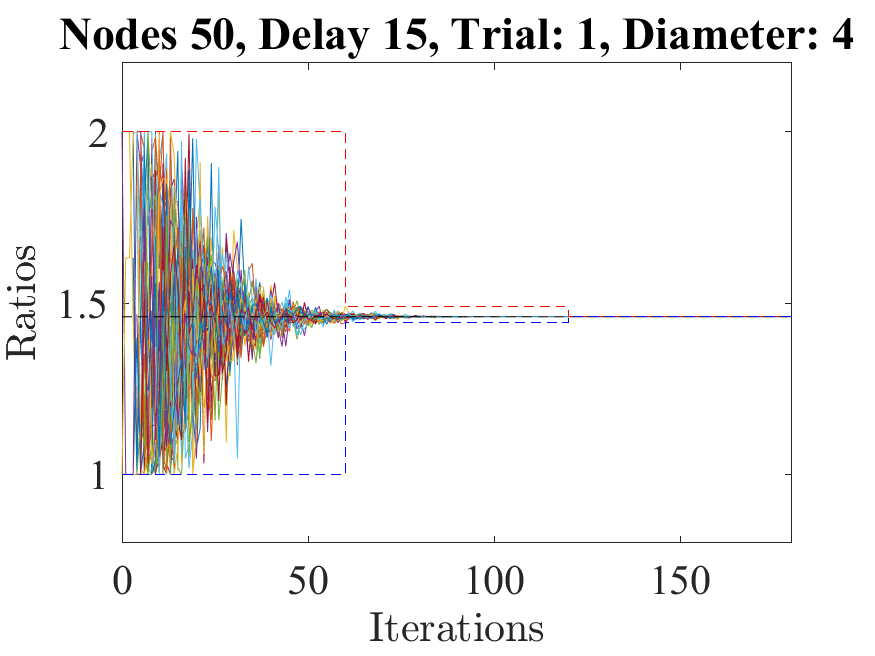 Nodes 50, Delay 15, Trial: 1, Diameter: 4
2
1.5
1
Ratios
0 50 100 150
Iterations